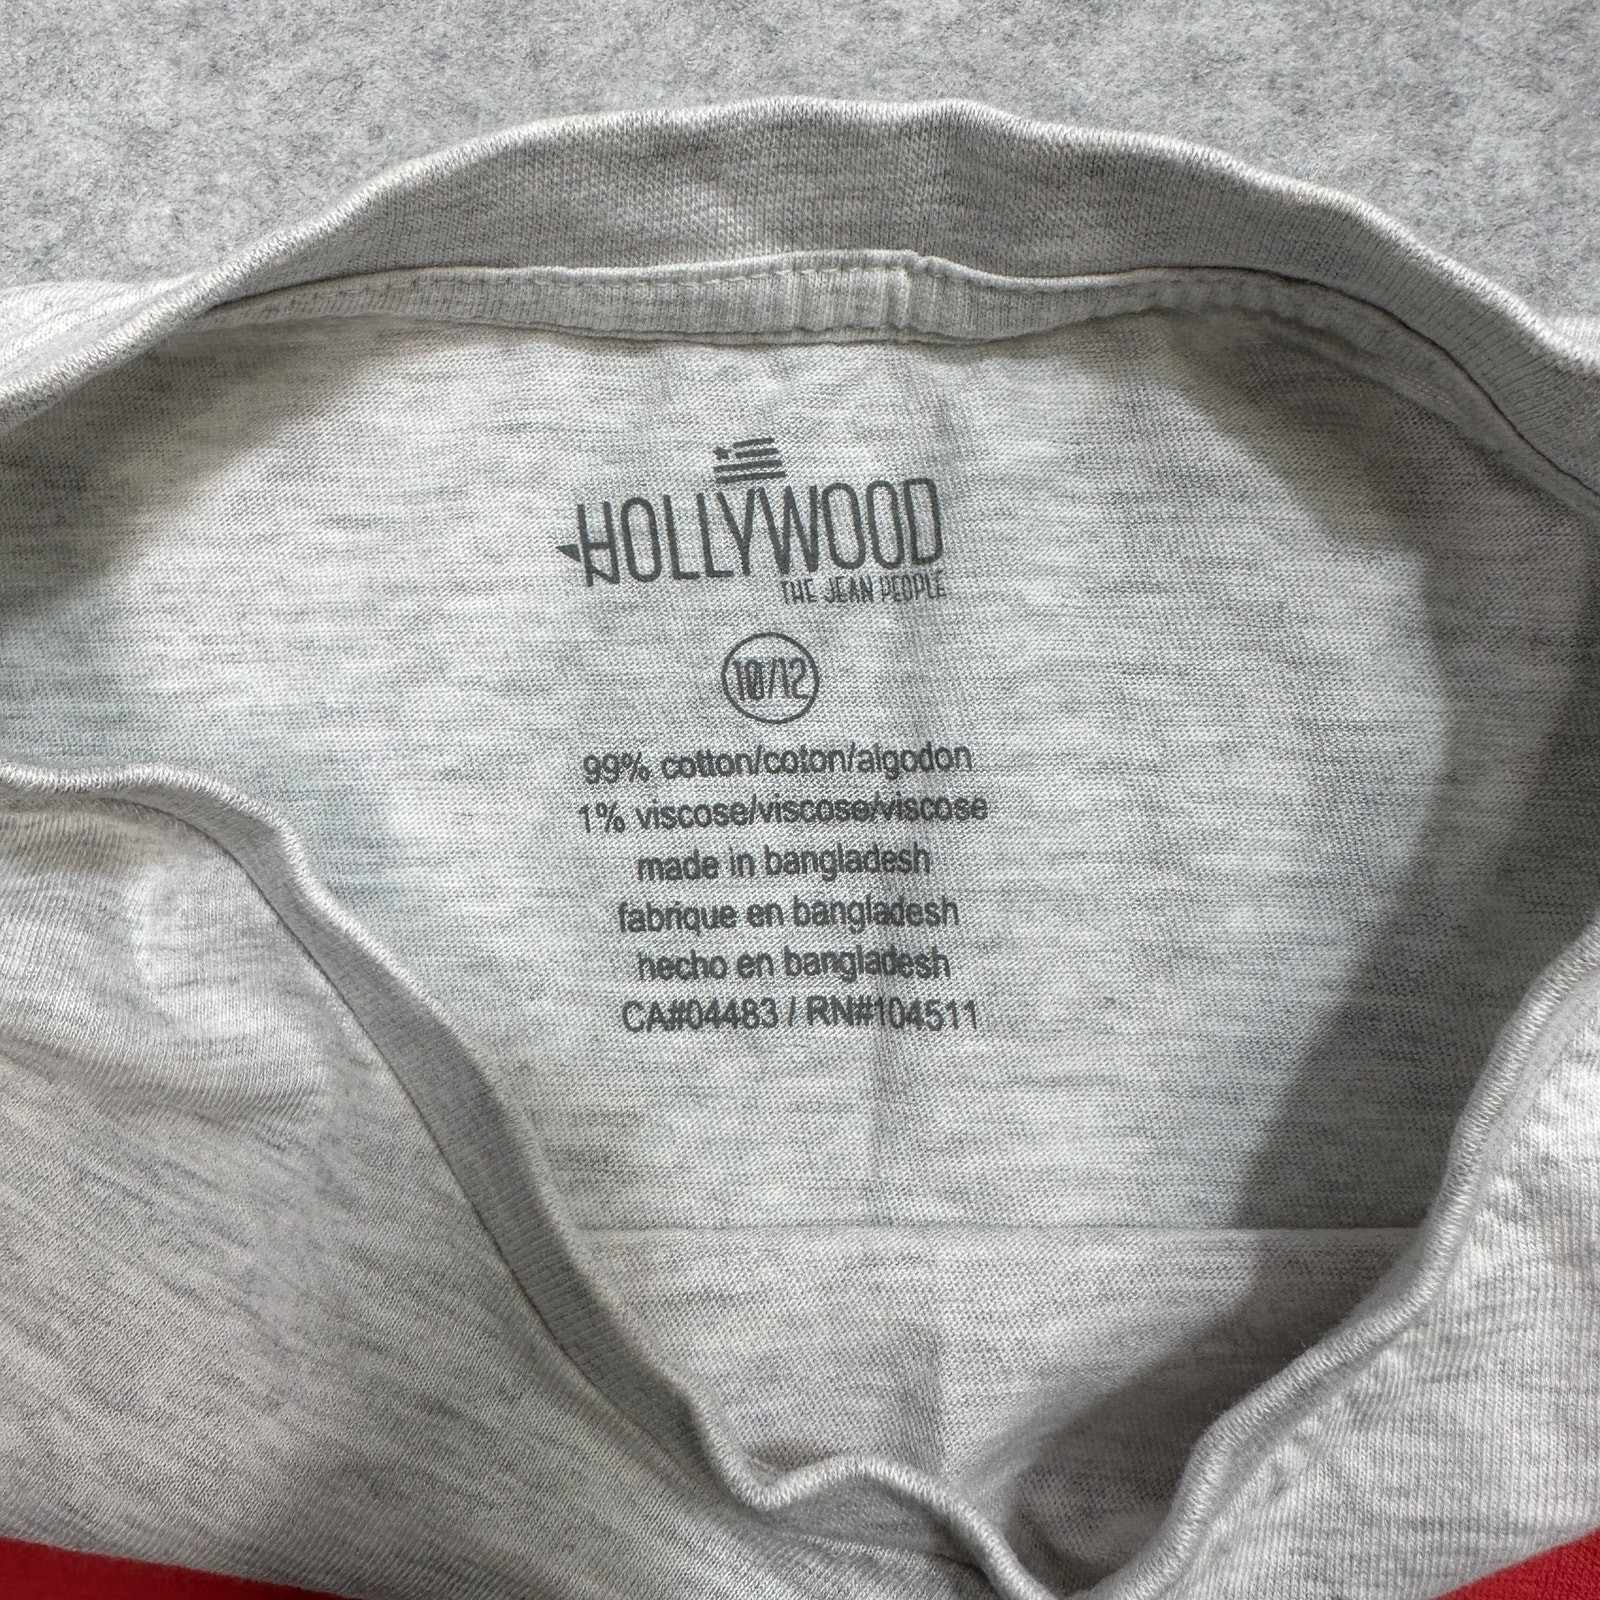 HOLLYWOOD
THE JEAN PEOPLE
10/12
99% cotton/coton/algodon
1% viscose/viscose/viscose
made in bangladesh
fabrique en bangladesh
hecho en bangladesh
CA#04483 / RN#104511